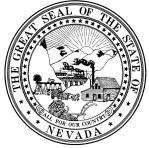 THE GREAT SEAL OF THE STATE OF
ALL FOR OUR COUNTRY
NEVADA